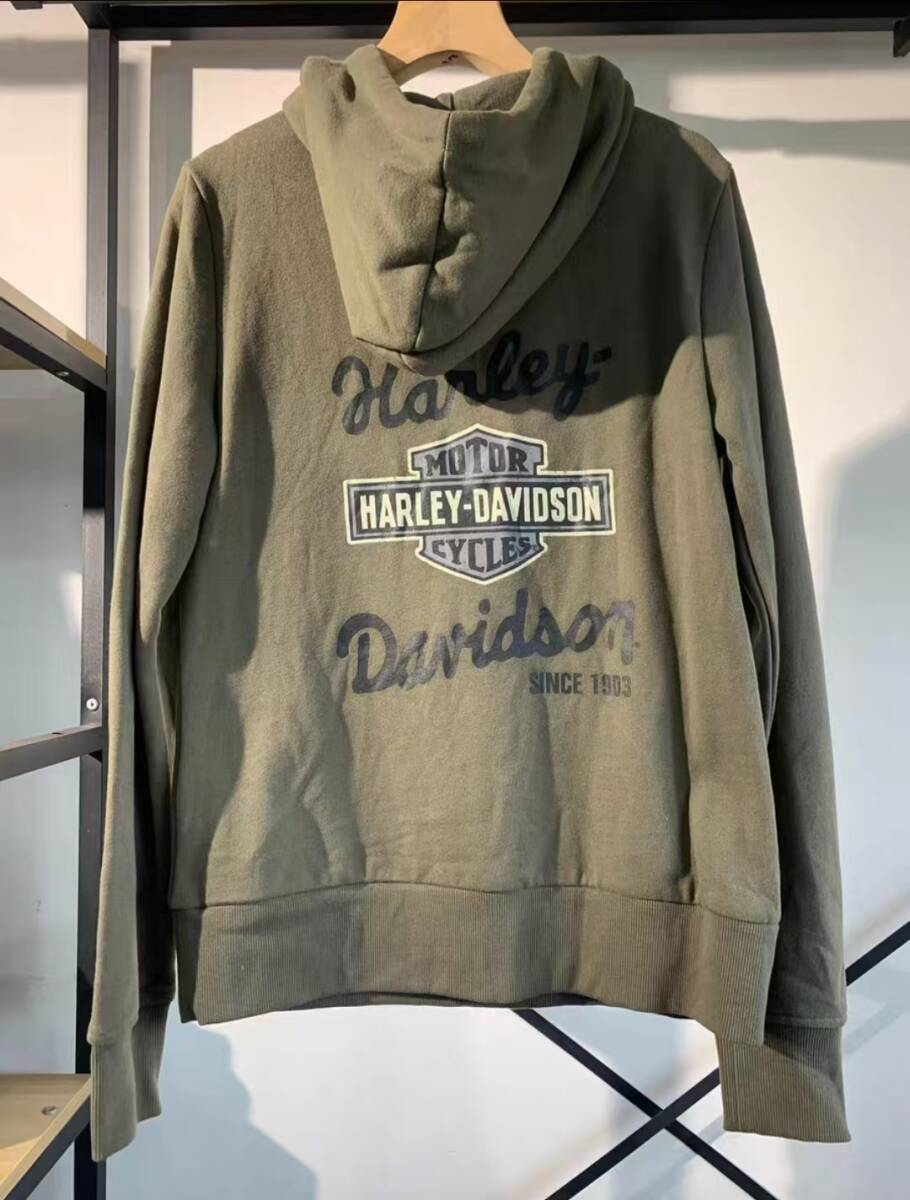 Harley-
MOTOR
HARLEY-DAVIDSON
CYCLES
Davidson
SINCE 1903